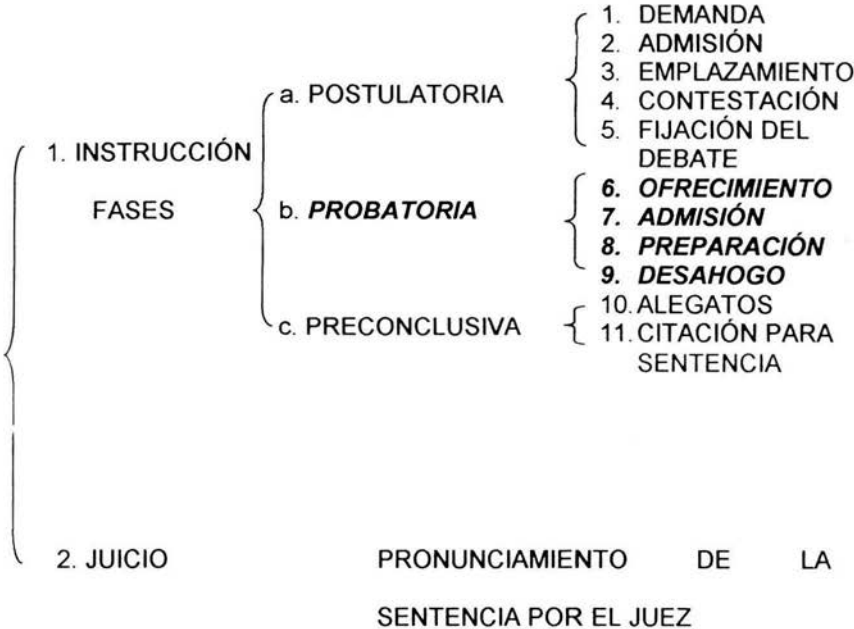 1. INSTRUCCIÓN
FASES
a. POSTULATORIA
1. DEMANDA
2. ADMISIÓN
3. EMPLAZAMIENTO
4. CONTESTACIÓN
5. FIJACIÓN DEL
DEBATE
b. PROBATORIA
6. OFRECIMIENTO
7. ADMISIÓN
8. PREPARACIÓN
9. DESAHOGO
c. PRECONCLUSIVA
10. ALEGATOS
11. CITACIÓN PARA
SENTENCIA
2. JUICIO
PRONUNCIAMIENTO DE LA
SENTENCIA POR EL JUEZ